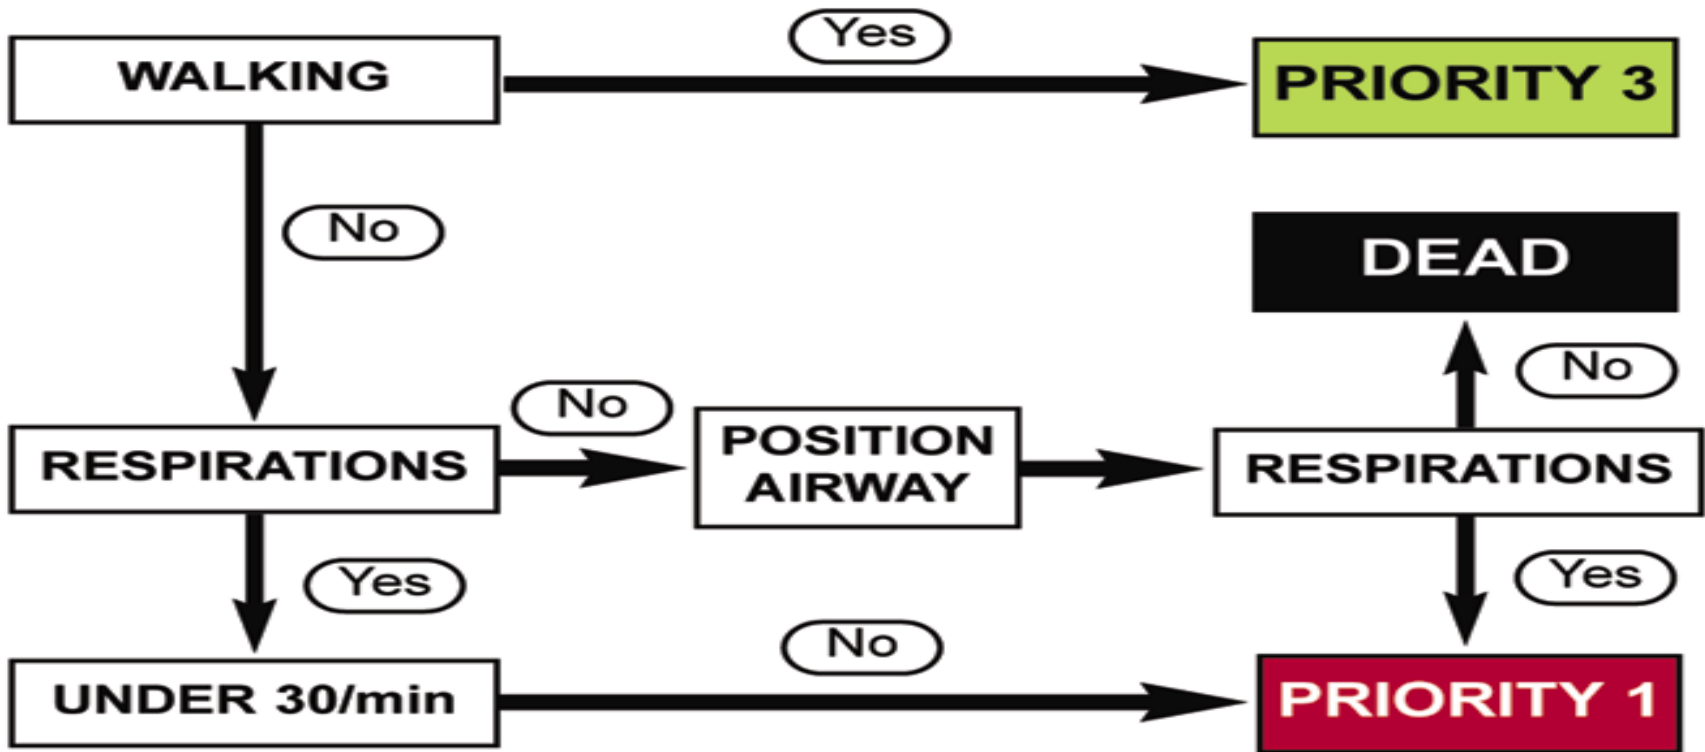 WALKING
Yes
PRIORITY 3
No
DEAD
No
RESPIRATIONS
No
POSITION
AIRWAY
RESPIRATIONS
Yes
Yes
UNDER 30/min
No
PRIORITY 1